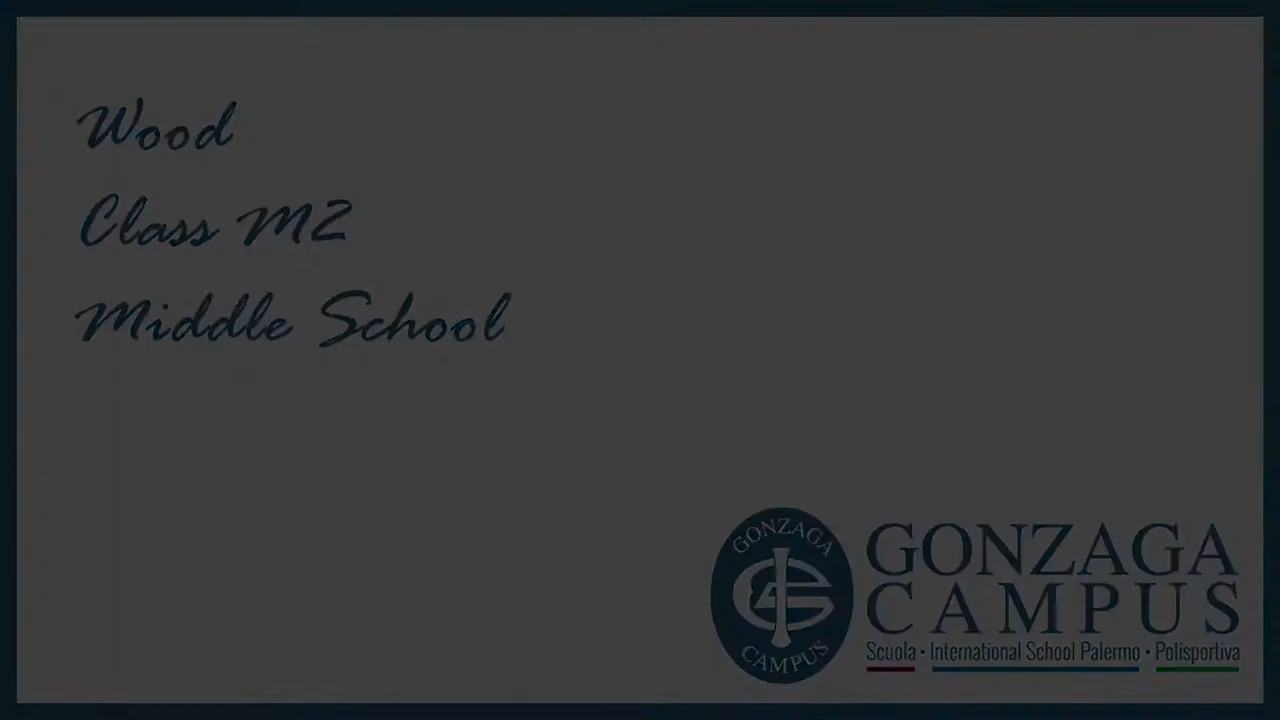 Wood
Class M2
Middle School
GONZAGA
CAMPUS
GONZAGA
CAMPUS
Scuola · International School Palermo · Polisportiva